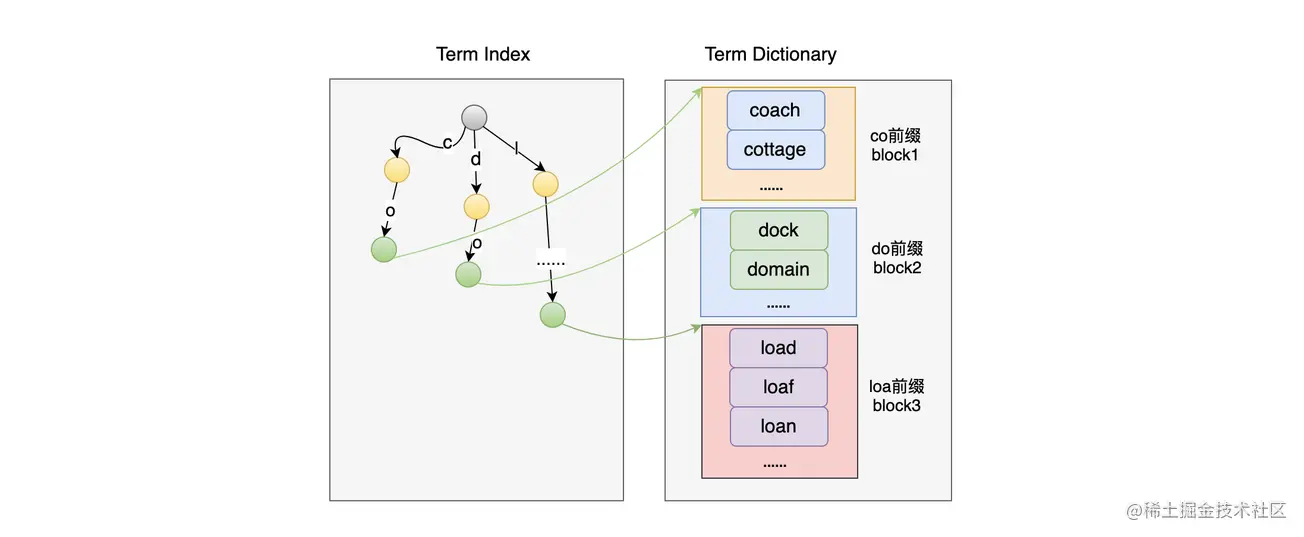 Term Index
Term Dictionary
c
d
l
o
o
......
coach
cottage
......
co前缀
block1
dock
domain
......
do前缀
block2
load
loaf
loan
......
loa前缀
block3
@稀土掘金技术社区